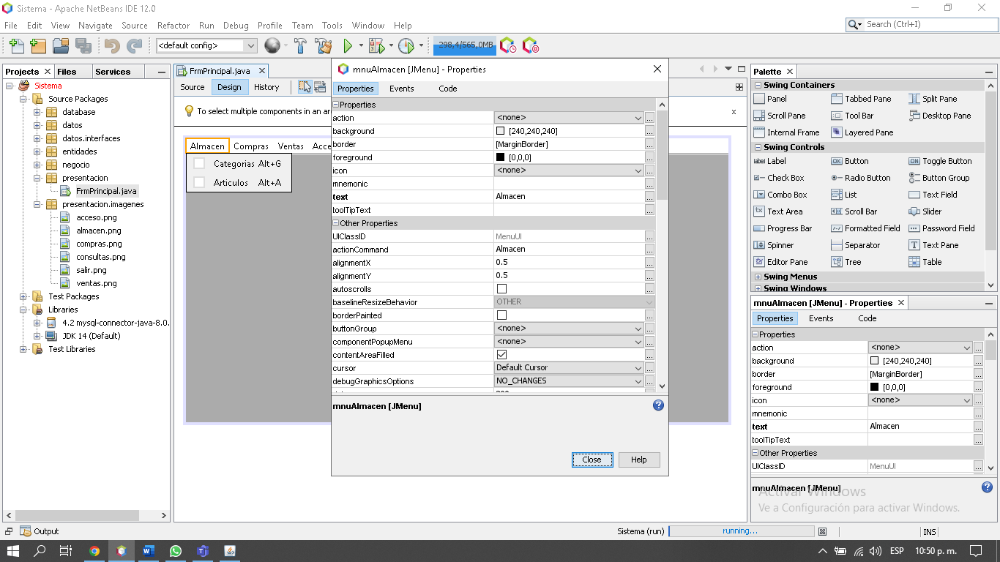 Sistema - Apache NetBeans IDE 12.0
File Edit View Navigate Source Refactor Run Debug Profile Team Tools Window Help
Search (Ctrl+I)
<default config>
298,4/565,0MB
Projects Files Services
Sistema
Source Packages
database
datos
datos.interfaces
entidades
negocio
presentacion
FrmPrincipal.java
presentacion.imagenes
acceso.png
almacen.png
compras.png
consultas.png
salir.png
ventas.png
Test Packages
Libraries
4.2 mysql-connector-java-8.0.
JDK 14 (Default)
Test Libraries
FrmPrincipal.java
Source Design History
To select multiple components in an ar
x
Almacen Compras Ventas Acce
Categorias Alt+G
Articulos Alt+A
mnuAlmacen [JMenu] - Properties
Properties Events Code
Properties
action <none> ...
background [240,240,240] ...
border [MarginBorder] ...
foreground [0,0,0] ...
icon <none> ...
mnemonic ...
text Almacen ...
toolTipText ...
Other Properties
UIClassID MenuUI ...
actionCommand Almacen ...
alignmentX 0.5 ...
alignmentY 0.5 ...
autoscrolls ...
baselineResizeBehavior OTHER
borderPainted ...
buttonGroup <none> ...
componentPopupMenu <none> ...
contentAreaFilled ...
cursor Default Cursor ...
debugGraphicsOptions NO_CHANGES ...
mnuAlmacen [JMenu]
Close Help
Palette
Swing Containers
Panel Tabbed Pane Split Pane
Scroll Pane Tool Bar Desktop Pane
Internal Frame Layered Pane
Swing Controls
Label Button Toggle Button
Check Box Radio Button Button Group
Combo Box List Text Field
Text Area Scroll Bar Slider
Progress Bar Formatted Field Password Field
Spinner Separator Text Pane
Editor Pane Tree Table
Swing Menus
Swing Windows
mnuAlmacen [JMenu] - Properties
Properties Events Code
Properties
action <none> ...
background [240,240,240] ...
border [MarginBorder] ...
foreground [0,0,0] ...
icon <none> ...
mnemonic ...
text Almacen ...
toolTipText ...
Other Properties
UIClassID MenuUI ...
mnuAlmacen [JMenu]
Activar Windows
Ve a Configuración para activar Windows.
Output
Sistema (run) running... INS
ESP 10:50 p. m.